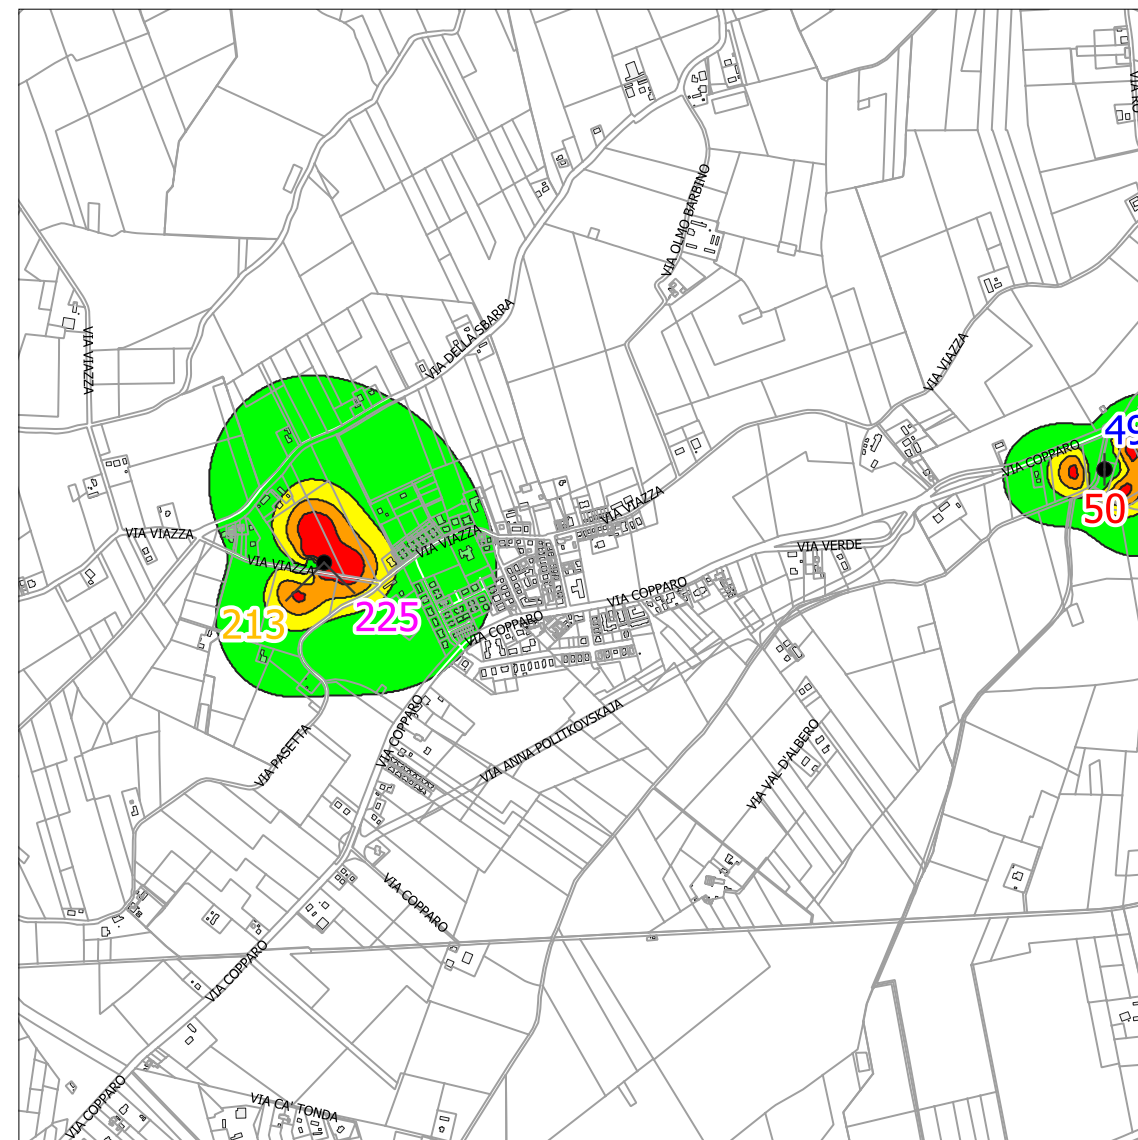 VIA OLMO BARBINO
VIA DELLA SBARRA
VIA VIAZZA
VIA VIAZZA
VIA COPPARO
50
VIA VIAZZA
VIA VIAZZA
VIA VIAZZA
VIA VIAZZA
VIA VERDE
213
225
VIA COPPARO
VIA COPPARO
VIA PASETTA
VIA COPPARO
VIA ANNA POLITKOVSKAJA
VIA VAL D'ALBERO
VIA COPPARO
VIA COPPARO
VIA COPPARO
VIA CA' TONDA